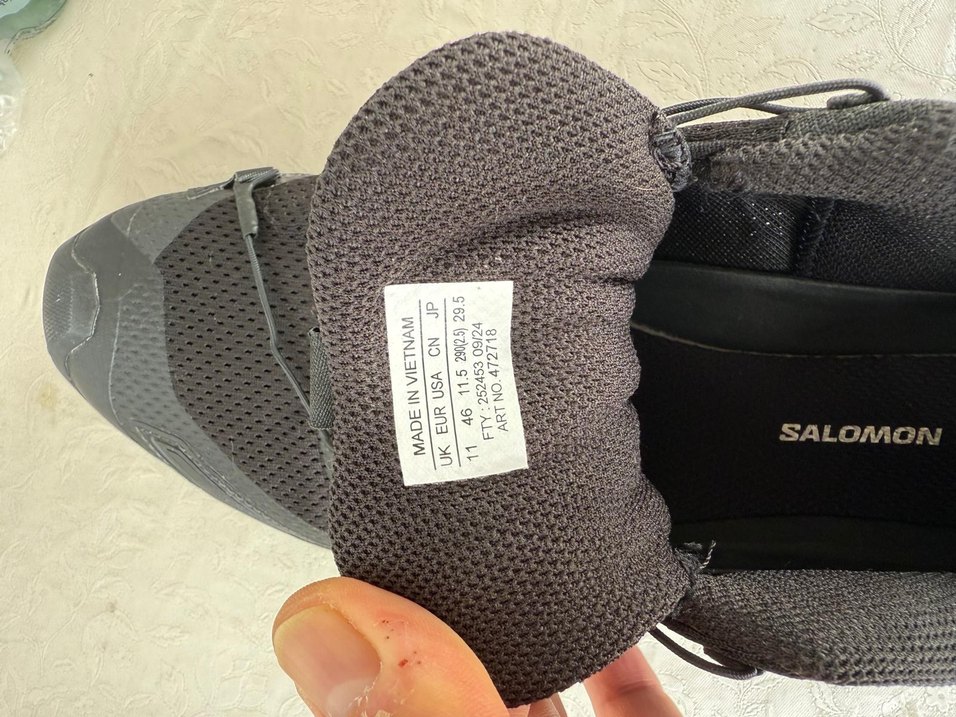 MADE IN VIETNAM
UK EUR USA CN JP
11 46 11.5 290(2.5) 29.5
FTY : 252453 09/24
ART NO. 472718
SALOMON